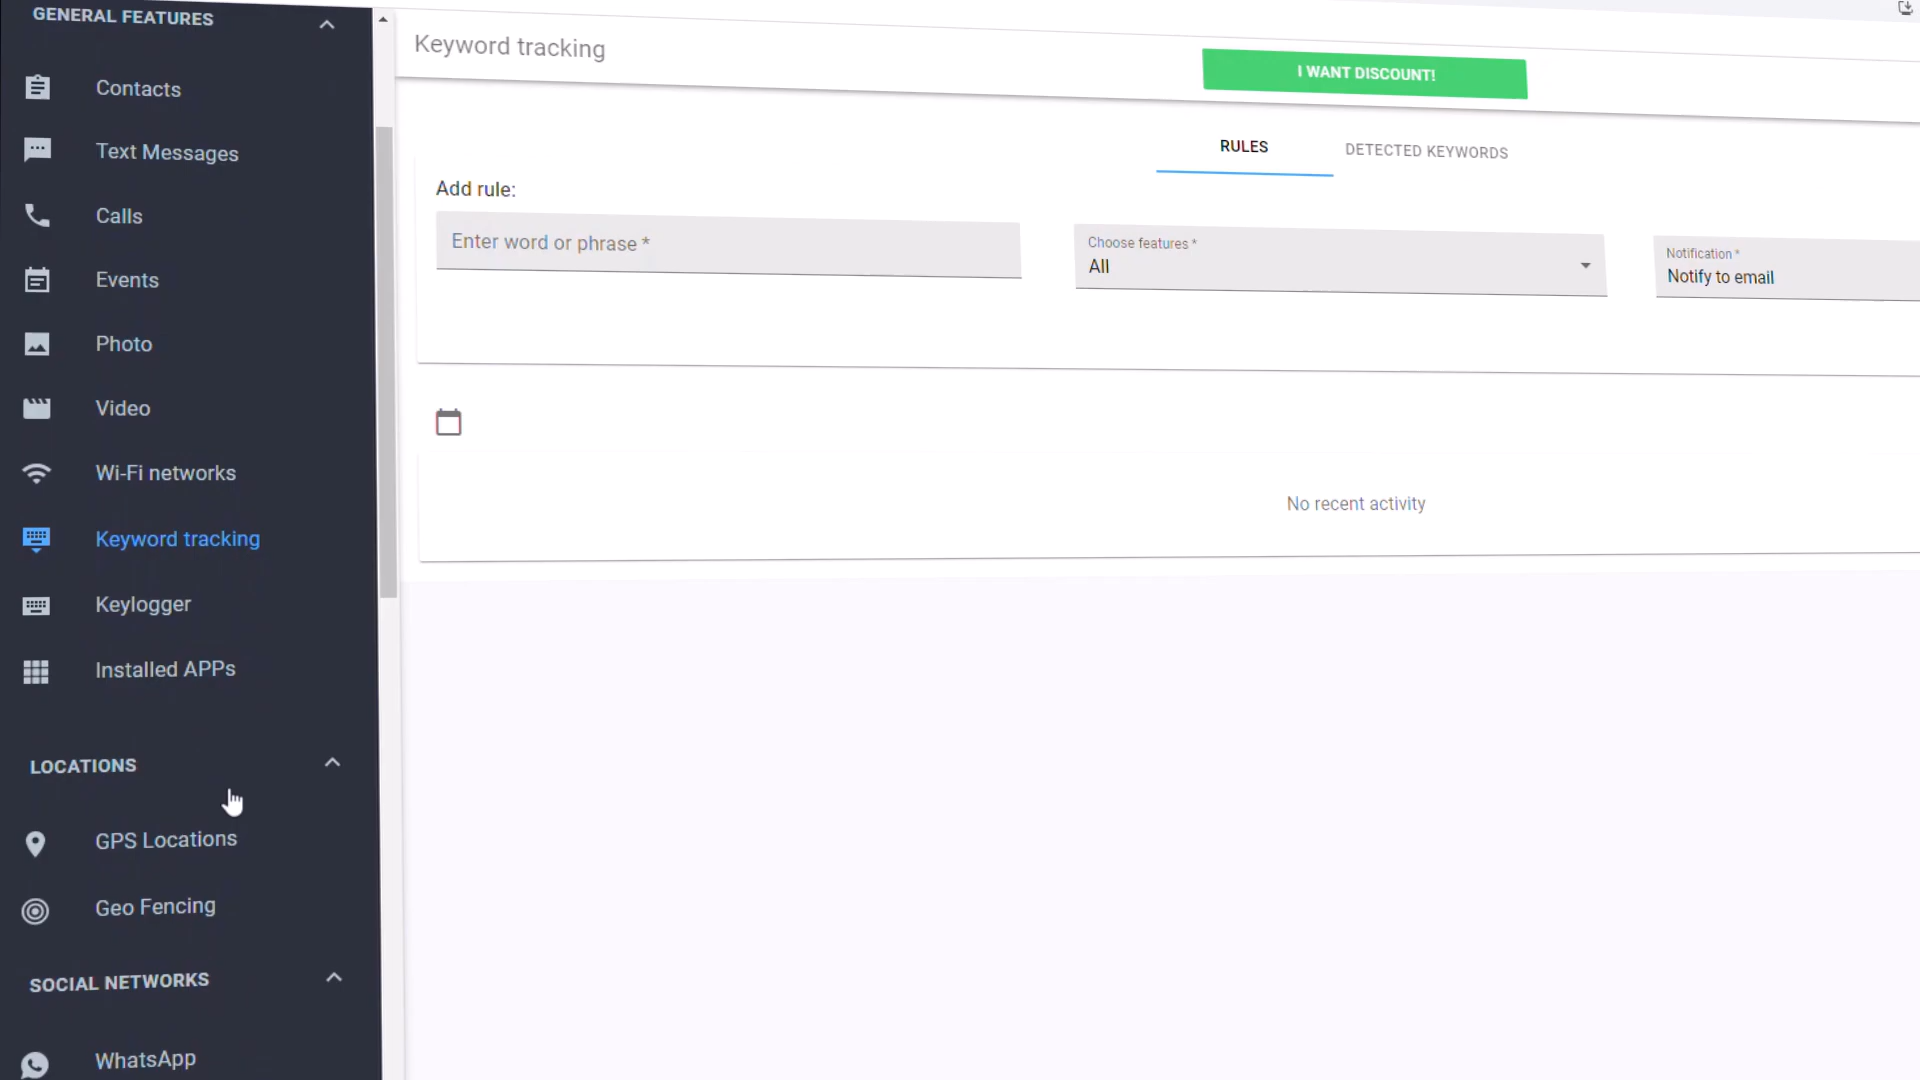 GENERAL FEATURES
Contacts
Text Messages
Calls
Events
Photo
Video
Wi-Fi networks
Keyword tracking
Keylogger
Installed APPs
LOCATIONS
GPS Locations
Geo Fencing
SOCIAL NETWORKS
WhatsApp
Keyword tracking
I WANT DISCOUNT!
RULES
DETECTED KEYWORDS
Add rule:
Enter word or phrase *
Choose features *
All
Notification *
Notify to email
No recent activity